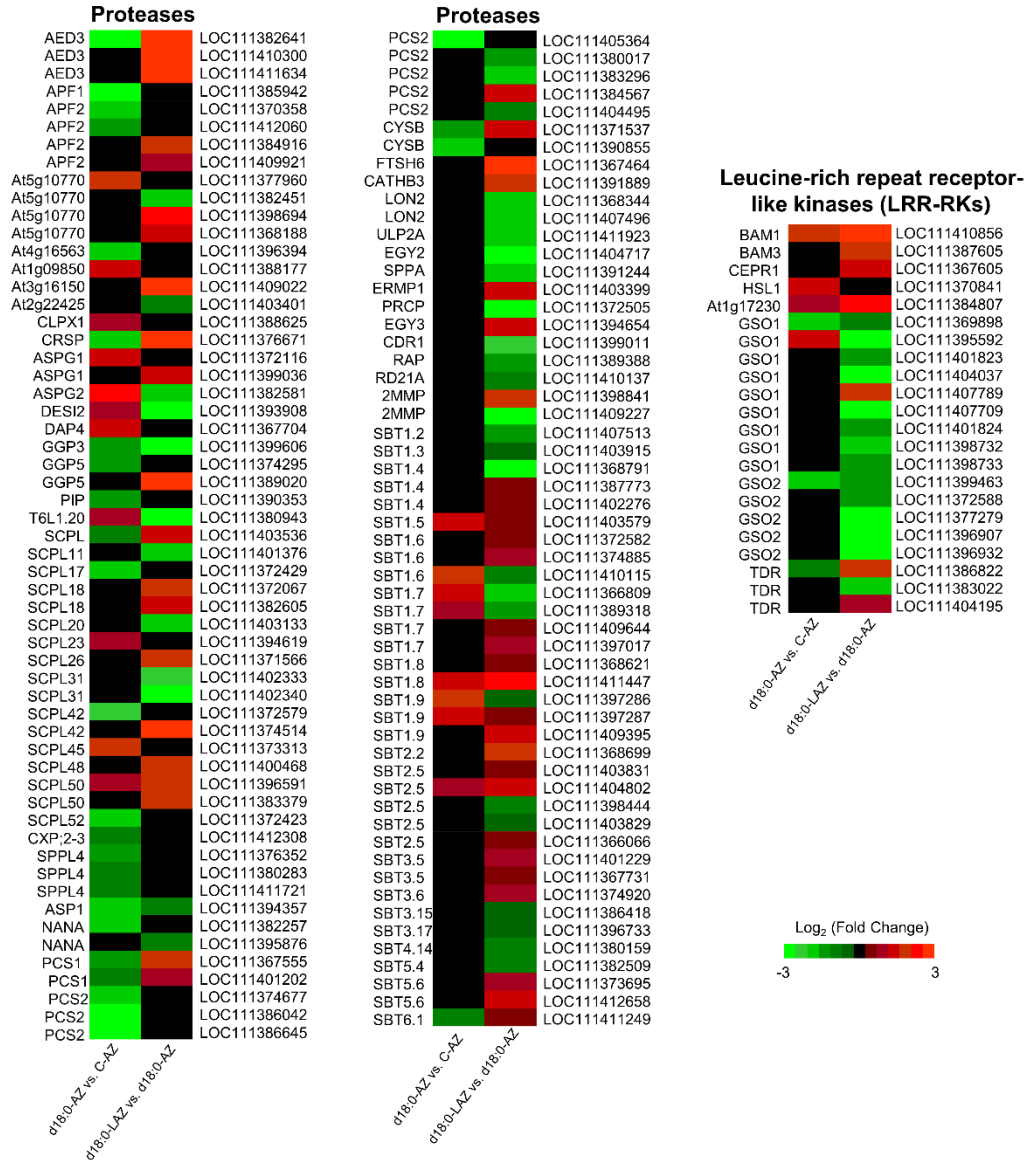 Proteases
AED3 LOC111382641
AED3 LOC111410300
AED3 LOC111411634
APF1 LOC111385942
APF2 LOC111370358
APF2 LOC111412060
APF2 LOC111384916
APF2 LOC111409921
At5g10770 LOC111377960
At5g10770 LOC111382451
At5g10770 LOC111398694
At5g10770 LOC111368188
At4g16563 LOC111396394
At1g09850 LOC111388177
At3g16150 LOC111409022
At2g22425 LOC111403401
CLPX1 LOC111388625
CRSP LOC111376671
ASPG1 LOC111372116
ASPG1 LOC111399036
ASPG2 LOC111382581
DESI2 LOC111393908
DAP4 LOC111367704
GGP3 LOC111399606
GGP5 LOC111374295
GGP5 LOC111389020
PIP LOC111390353
T6L1.20 LOC111380943
SCPL LOC111403536
SCPL11 LOC111401376
SCPL17 LOC111372429
SCPL18 LOC111372067
SCPL18 LOC111382605
SCPL20 LOC111403133
SCPL23 LOC111394619
SCPL26 LOC111371566
SCPL31 LOC111402333
SCPL31 LOC111402340
SCPL42 LOC111372579
SCPL42 LOC111374514
SCPL45 LOC111373313
SCPL48 LOC111400468
SCPL50 LOC111396591
SCPL50 LOC111383379
SCPL52 LOC111372423
CXP;2-3 LOC111412308
SPPL4 LOC111376352
SPPL4 LOC111380283
SPPL4 LOC111411721
ASP1 LOC111394357
NANA LOC111382257
NANA LOC111395876
PCS1 LOC111367555
PCS1 LOC111401202
PCS2 LOC111374677
PCS2 LOC111386042
PCS2 LOC111386645
d18:0-AZ vs. C-AZ
d18:0-LAZ vs. d18:0-AZ
Proteases
PCS2 LOC111405364
PCS2 LOC111380017
PCS2 LOC111383296
PCS2 LOC111384567
PCS2 LOC111404495
CYSB LOC111371537
CYSB LOC111390855
FTSH6 LOC111367464
CATHB3 LOC111391889
LON2 LOC111368344
LON2 LOC111407496
ULP2A LOC111411923
EGY2 LOC111404717
SPPA LOC111391244
ERMP1 LOC111403399
PRCP LOC111372505
EGY3 LOC111394654
CDR1 LOC111399011
RAP LOC111389388
RD21A LOC111410137
2MMP LOC111398841
2MMP LOC111409227
SBT1.2 LOC111407513
SBT1.3 LOC111403915
SBT1.4 LOC111368791
SBT1.4 LOC111387773
SBT1.4 LOC111402276
SBT1.5 LOC111403579
SBT1.6 LOC111372582
SBT1.6 LOC111374885
SBT1.6 LOC111410115
SBT1.7 LOC111366809
SBT1.7 LOC111389318
SBT1.7 LOC111409644
SBT1.7 LOC111397017
SBT1.8 LOC111368621
SBT1.8 LOC111411447
SBT1.9 LOC111397286
SBT1.9 LOC111397287
SBT1.9 LOC111409395
SBT2.2 LOC111368699
SBT2.5 LOC111403831
SBT2.5 LOC111404802
SBT2.5 LOC111398444
SBT2.5 LOC111403829
SBT2.5 LOC111366066
SBT3.5 LOC111401229
SBT3.5 LOC111367731
SBT3.6 LOC111374920
SBT3.15 LOC111386418
SBT3.17 LOC111396733
SBT4.14 LOC111380159
SBT5.4 LOC111382509
SBT5.6 LOC111373695
SBT5.6 LOC111412658
SBT6.1 LOC111411249
d18:0-AZ vs. C-AZ
d18:0-LAZ vs. d18:0-AZ
Leucine-rich repeat receptor-
like kinases (LRR-RKs)
BAM1 LOC111410856
BAM3 LOC111387605
CEPR1 LOC111367605
HSL1 LOC111370841
At1g17230 LOC111384807
GSO1 LOC111369898
GSO1 LOC111395592
GSO1 LOC111401823
GSO1 LOC111404037
GSO1 LOC111407789
GSO1 LOC111407709
GSO1 LOC111401824
GSO1 LOC111398732
GSO1 LOC111398733
GSO2 LOC111399463
GSO2 LOC111372588
GSO2 LOC111377279
GSO2 LOC111396907
GSO2 LOC111396932
TDR LOC111386822
TDR LOC111383022
TDR LOC111404195
d18:0-AZ vs. C-AZ
d18:0-LAZ vs. d18:0-AZ
Log2 (Fold Change)
-3 3